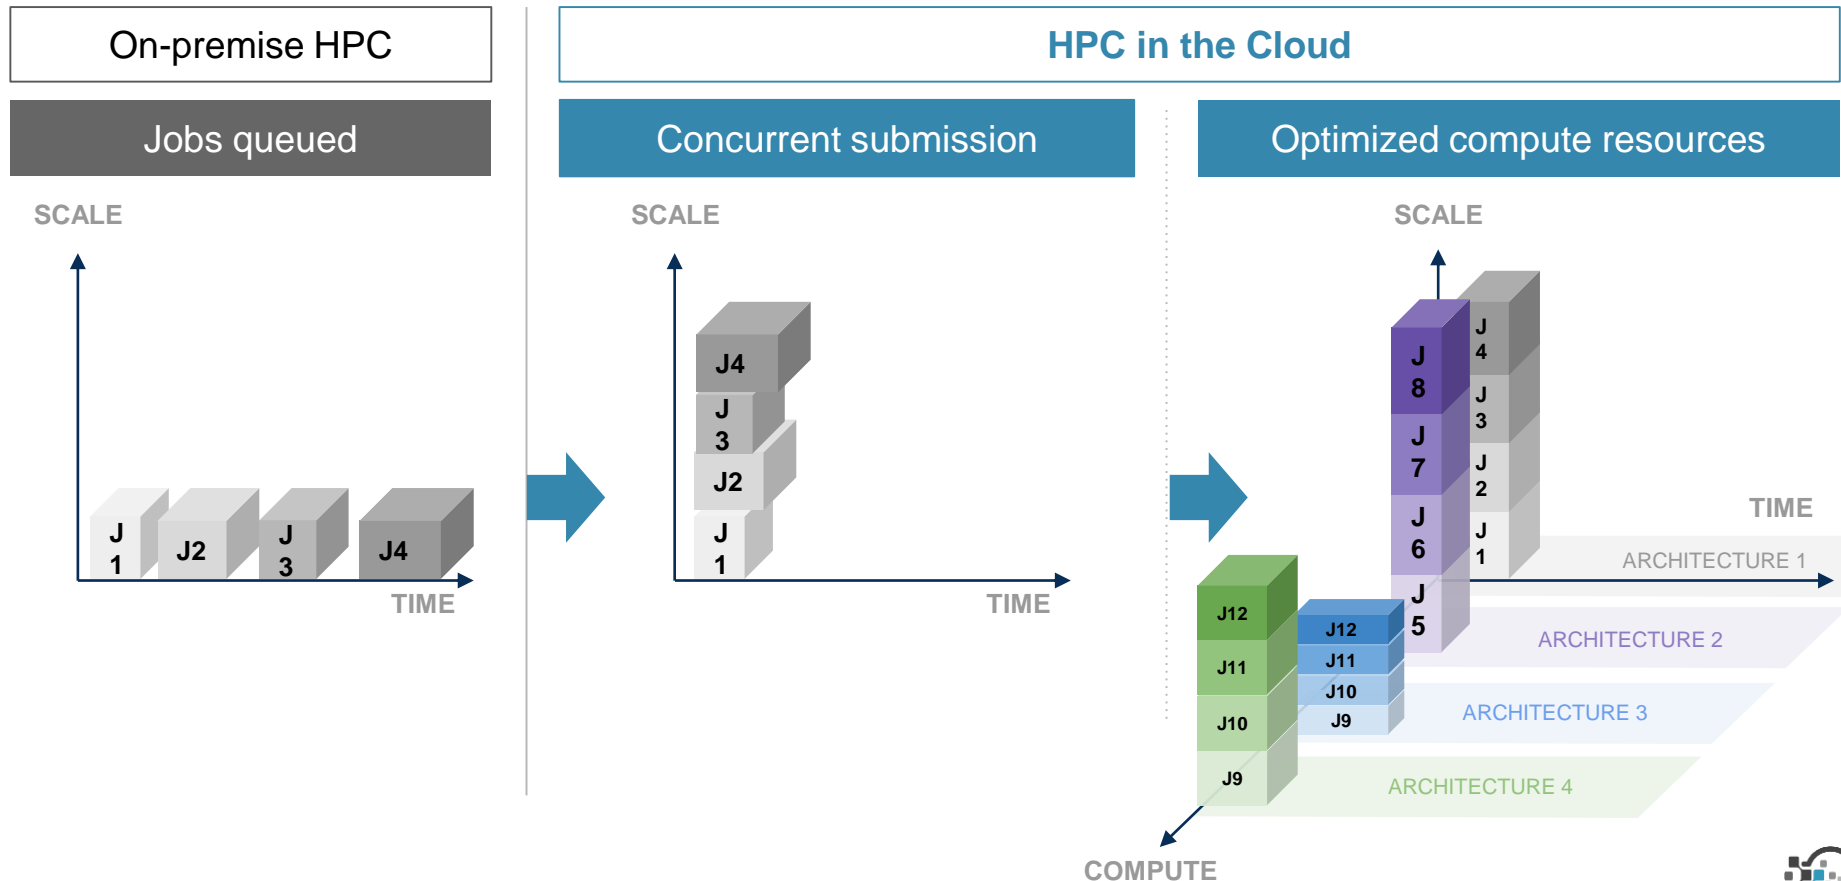 On-premise HPC
HPC in the Cloud
Jobs queued
Concurrent submission
Optimized compute resources
SCALE
J
1
J2
J
3
J4
TIME
SCALE
J4
J
3
J2
J
1
TIME
SCALE
J
4
J
3
J
2
J
1
J
8
J
7
J
6
J
5
TIME
ARCHITECTURE 1
ARCHITECTURE 2
J12
J11
J10
J9
ARCHITECTURE 3
J12
J11
J10
J9
ARCHITECTURE 4
COMPUTE